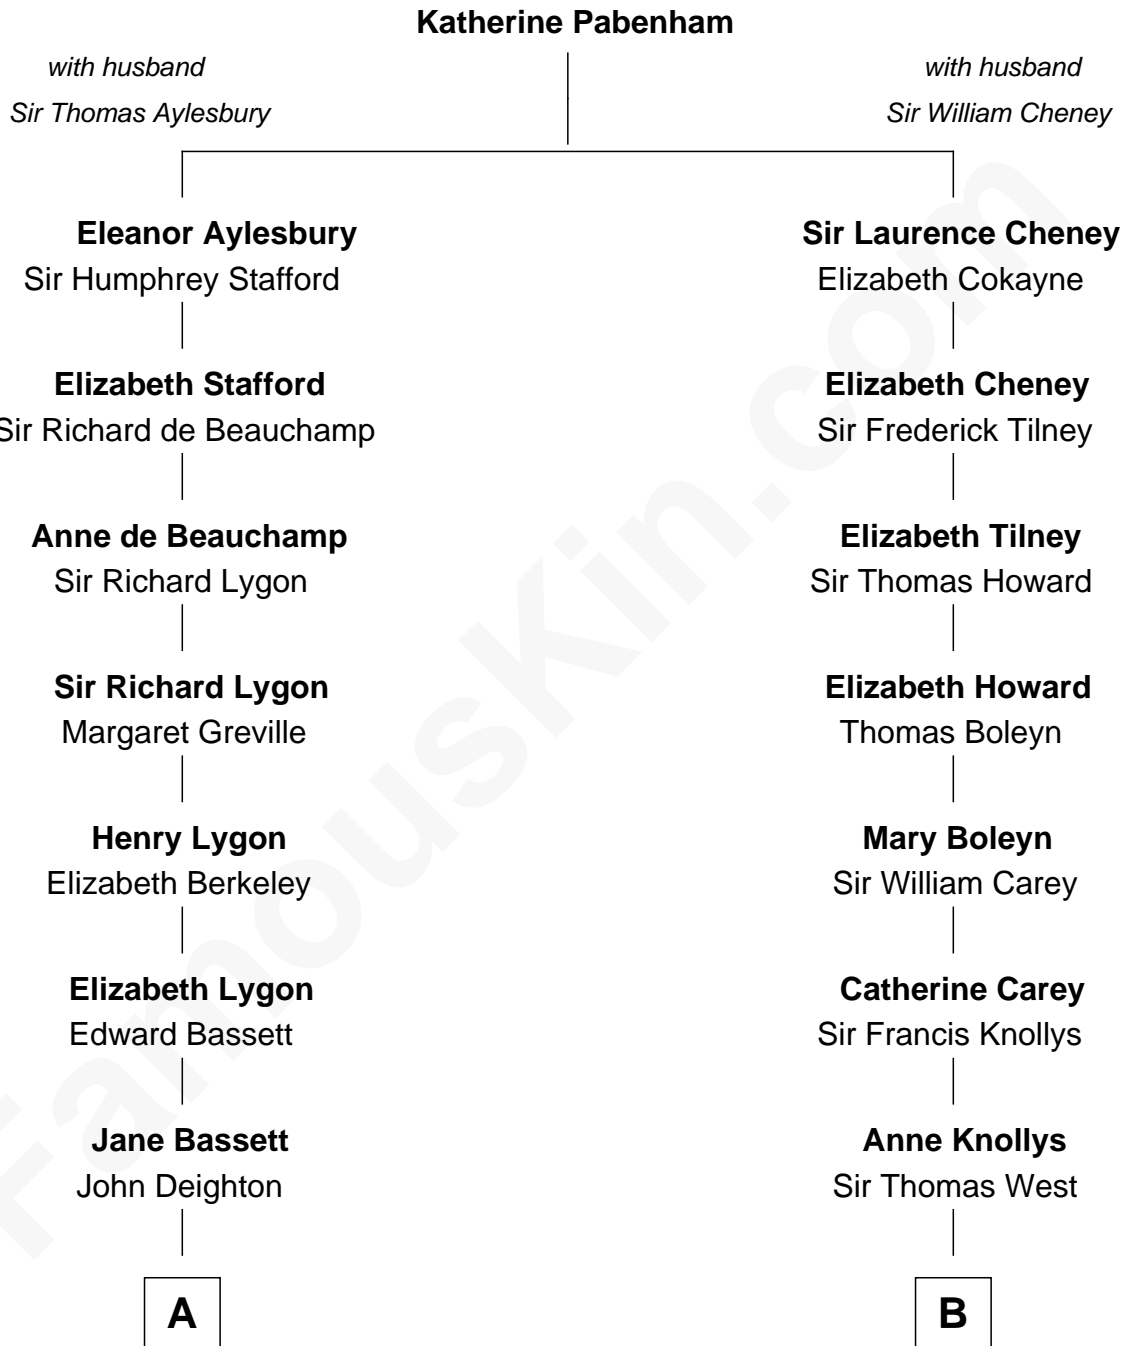 Katherine Pabenham
with husband
Sir Thomas Aylesbury
with husband
Sir William Cheney
Eleanor Aylesbury
Sir Humphrey Stafford
Sir Laurence Cheney
Elizabeth Cokayne
Elizabeth Stafford
Sir Richard de Beauchamp
Elizabeth Cheney
Sir Frederick Tilney
Anne de Beauchamp
Sir Richard Lygon
Elizabeth Tilney
Sir Thomas Howard
Sir Richard Lygon
Margaret Greville
Elizabeth Howard
Thomas Boleyn
Henry Lygon
Elizabeth Berkeley
Mary Boleyn
Sir William Carey
Elizabeth Lygon
Edward Bassett
Catherine Carey
Sir Francis Knollys
Jane Bassett
John Deighton
Anne Knollys
Sir Thomas West
A
B
FamousKin.com